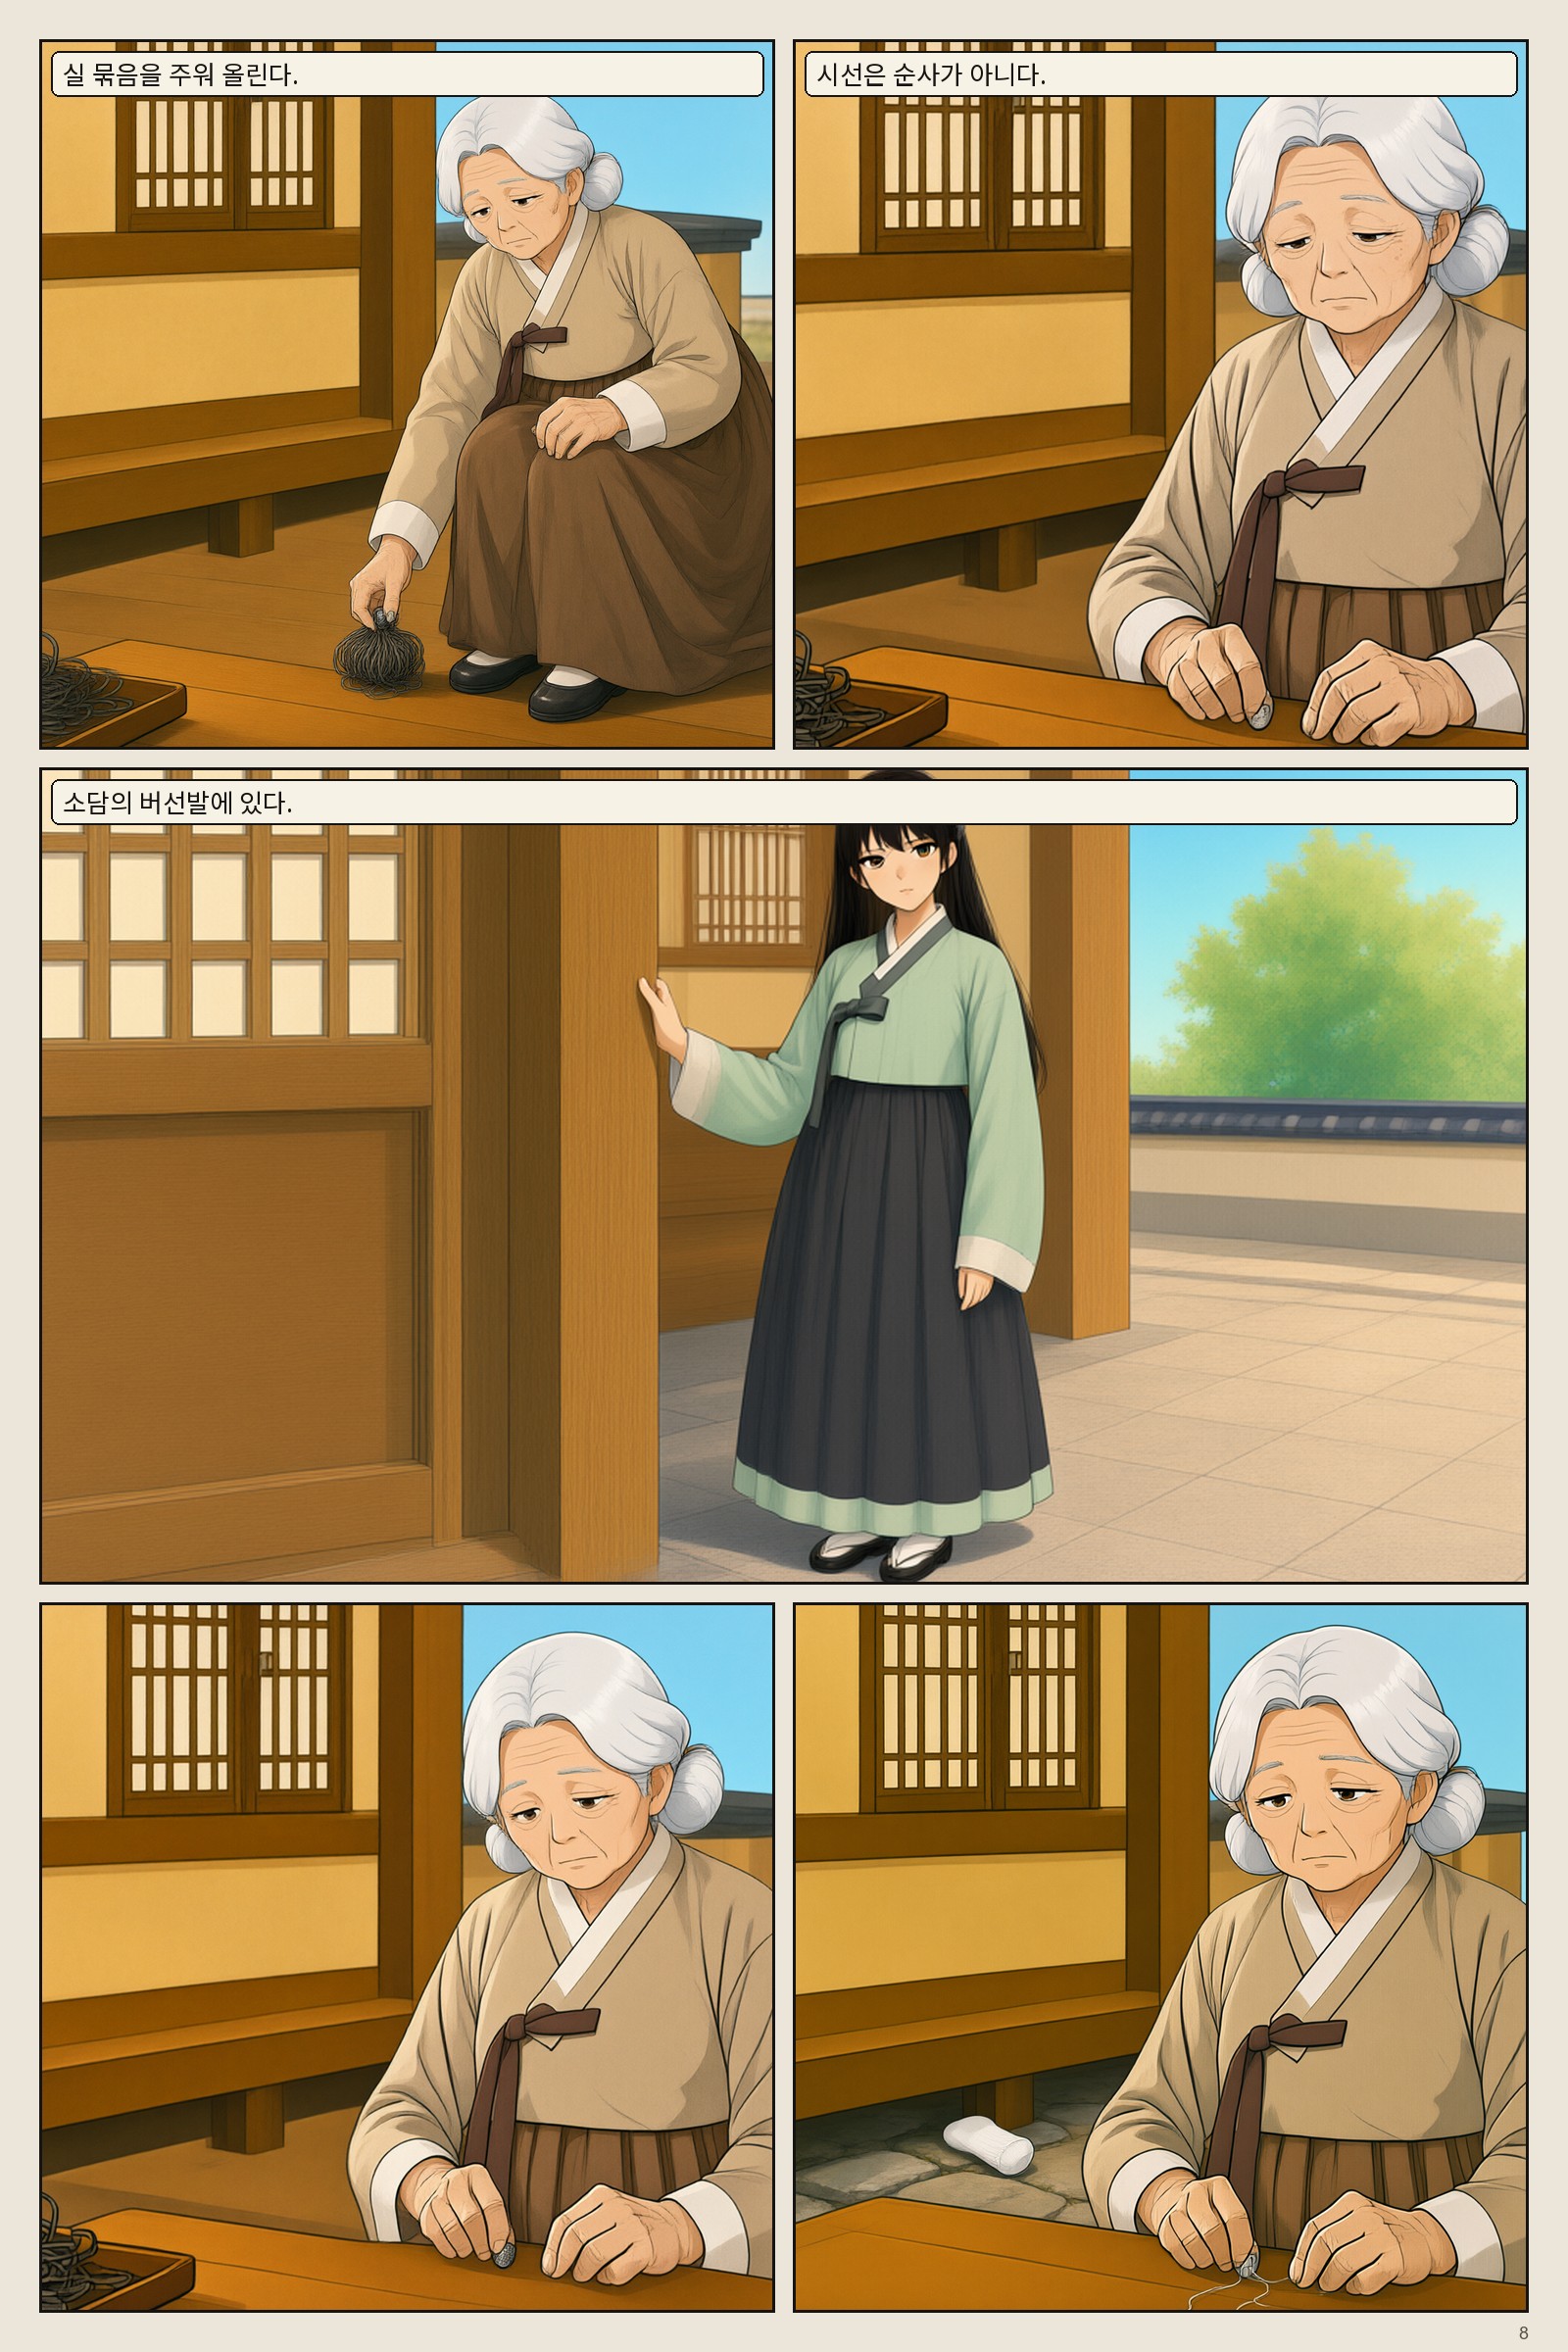 실 묶음을 주워 올린다.
시선은 순사가 아니다.
소담의 버선발에 있다.
8